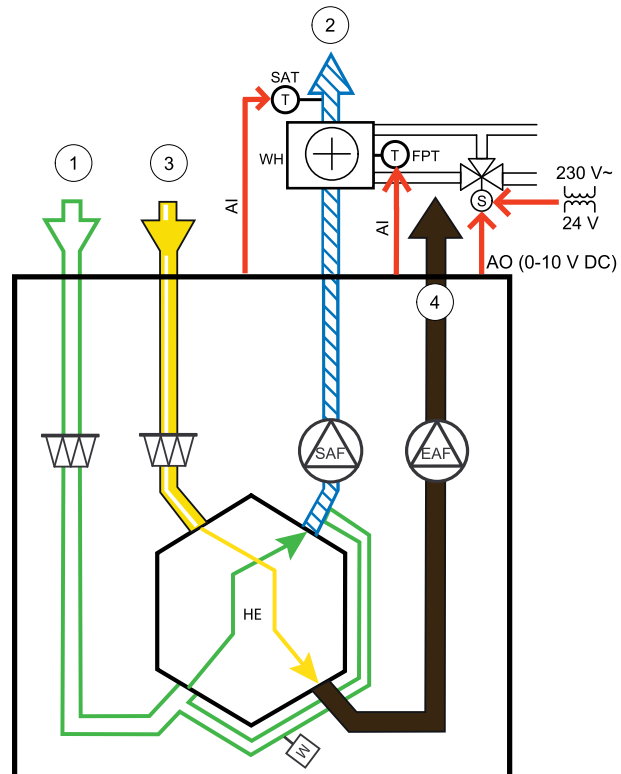 2
SAT
T
1
3
WH
T
FPT
230 V~
S
24 V
AI
AI
AO (0-10 V DC)
4
SAF
EAF
HE
M